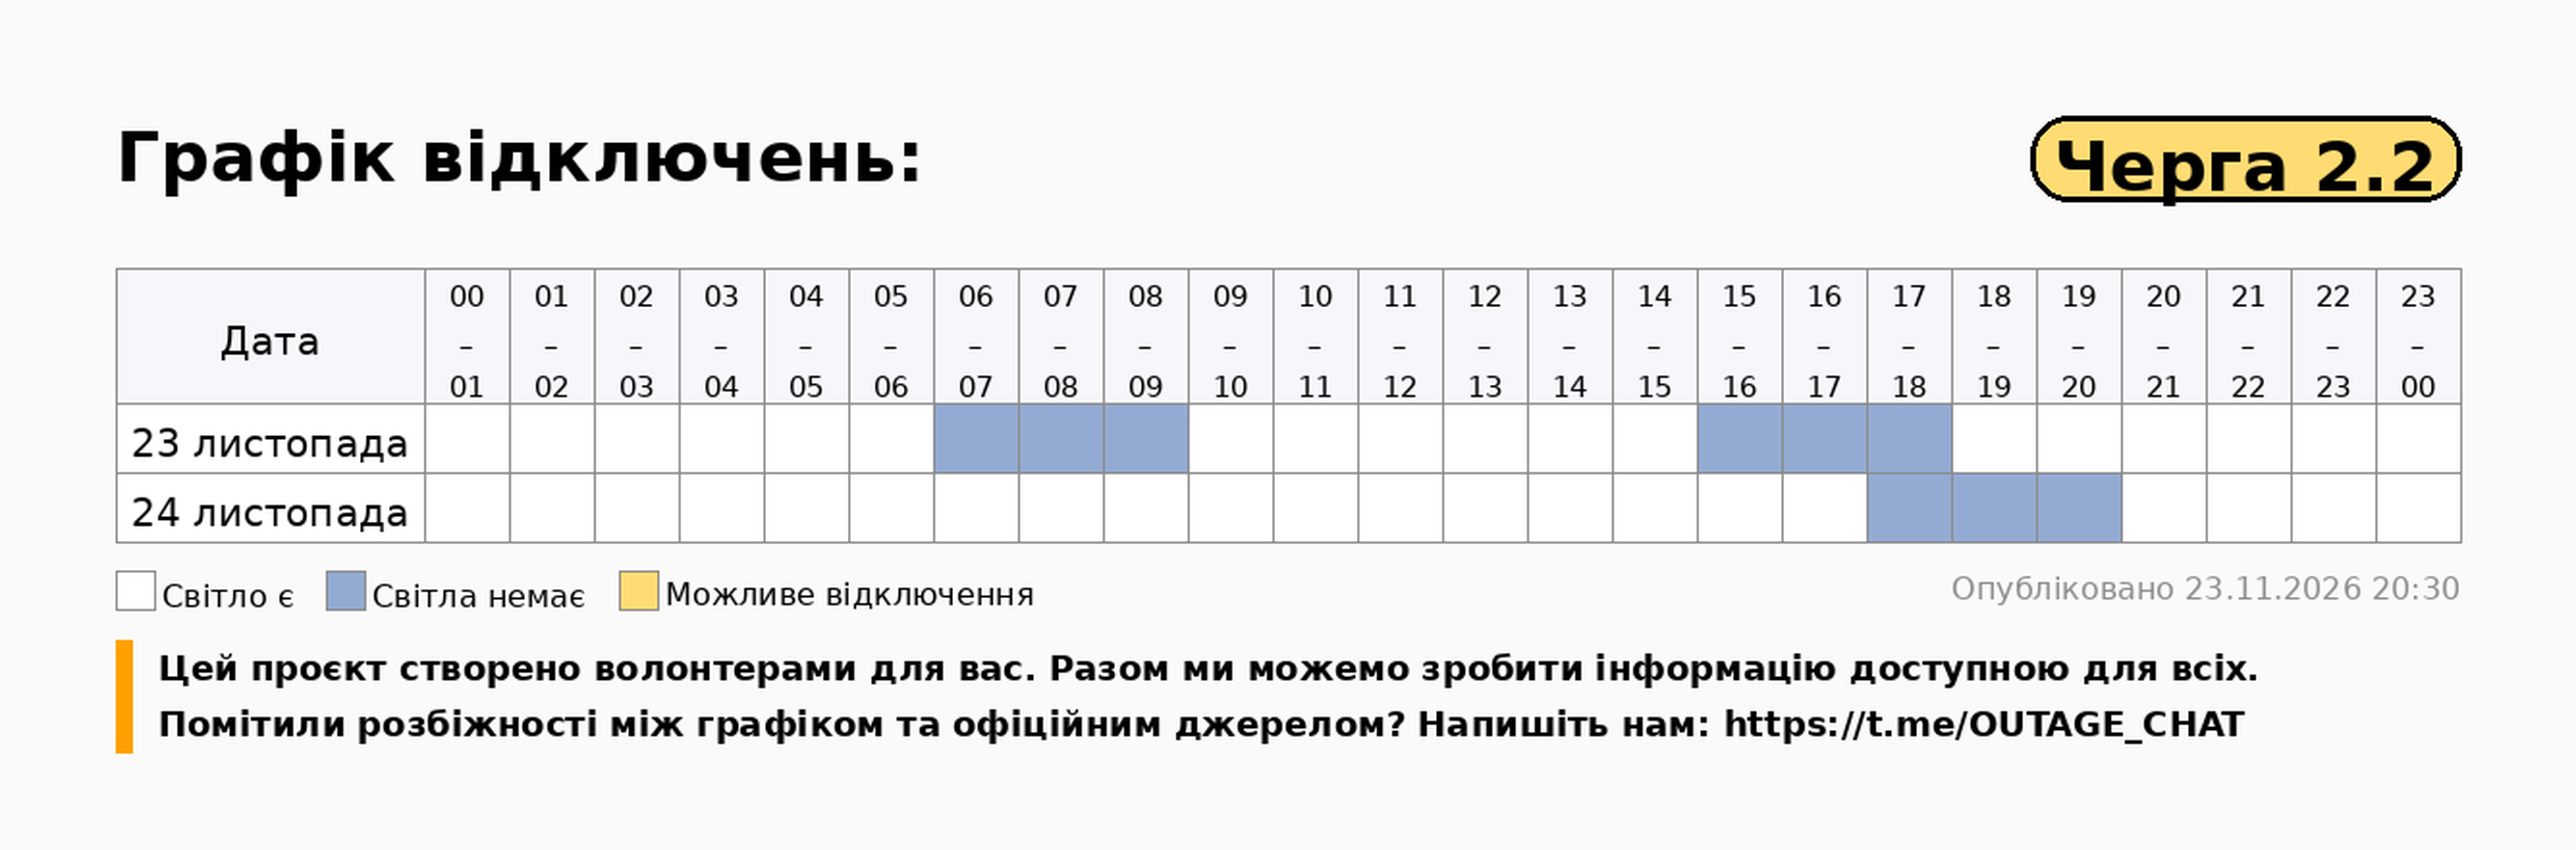 Графік відключень:
Черга 2.2
Дата 00 – 01 01 – 02 02 – 03 03 – 04 04 – 05 05 – 06 06 – 07 07 – 08 08 – 09 09 – 10 10 – 11 11 – 12 12 – 13 13 – 14 14 – 15 15 – 16 16 – 17 17 – 18 18 – 19 19 – 20 20 – 21 21 – 22 22 – 23 23 – 00
23 листопада
24 листопада
Світло є Світла немає Можливе відключення
Опубліковано 23.11.2026 20:30
Цей проєкт створено волонтерами для вас. Разом ми можемо зробити інформацію доступною для всіх.
Помітили розбіжності між графіком та офіційним джерелом? Напишіть нам: https://t.me/OUTAGE_CHAT